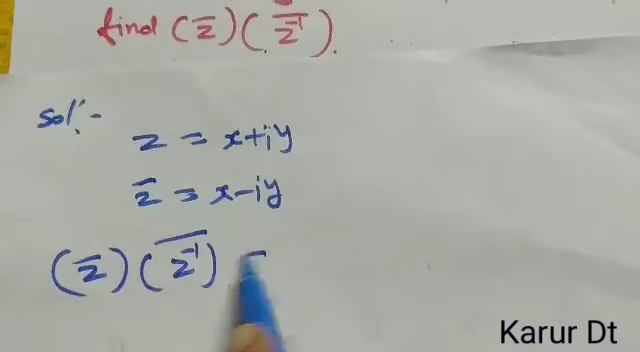 find (z̅)(z̅⁻̅¹̅).
Sol:-
z = x+iy
z̅ = x-iy
(z̅)(z̅⁻̅¹̅) =
Karur Dt